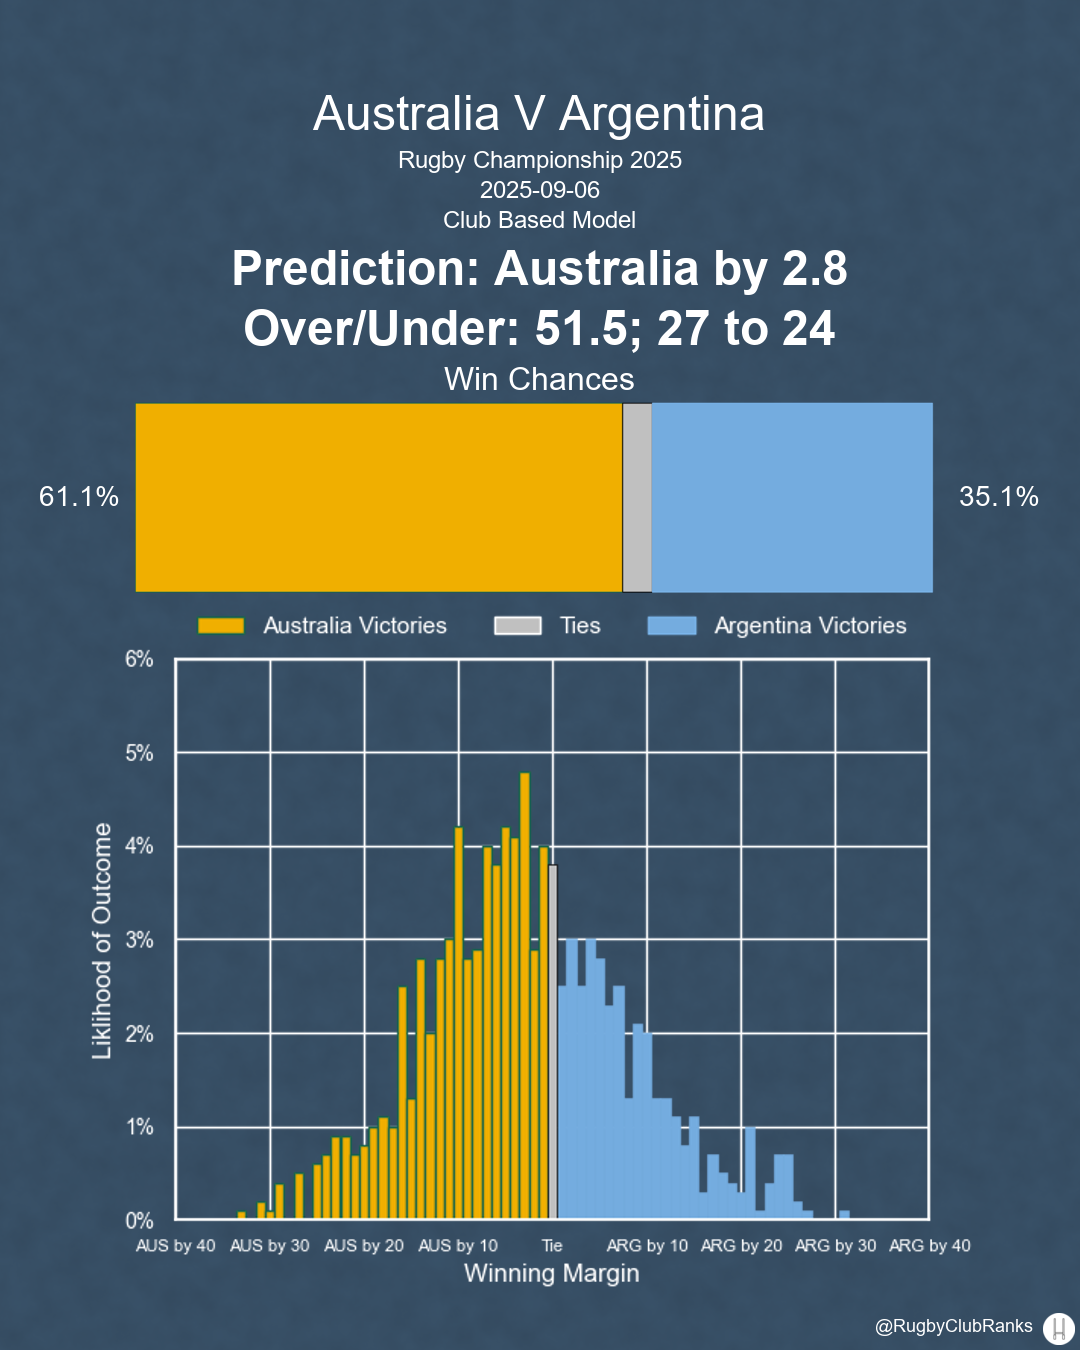 Australia V Argentina
Rugby Championship 2025
2025-09-06
Club Based Model
Prediction: Australia by 2.8
Over/Under: 51.5; 27 to 24
Win Chances
61.1%
35.1%
Australia Victories
Ties
Argentina Victories
6%
5%
4%
3%
2%
1%
0%
Liklihood of Outcome
AUS by 40 AUS by 30 AUS by 20 AUS by 10 Tie ARG by 10 ARG by 20 ARG by 30 ARG by 40
Winning Margin
@RugbyClubRanks